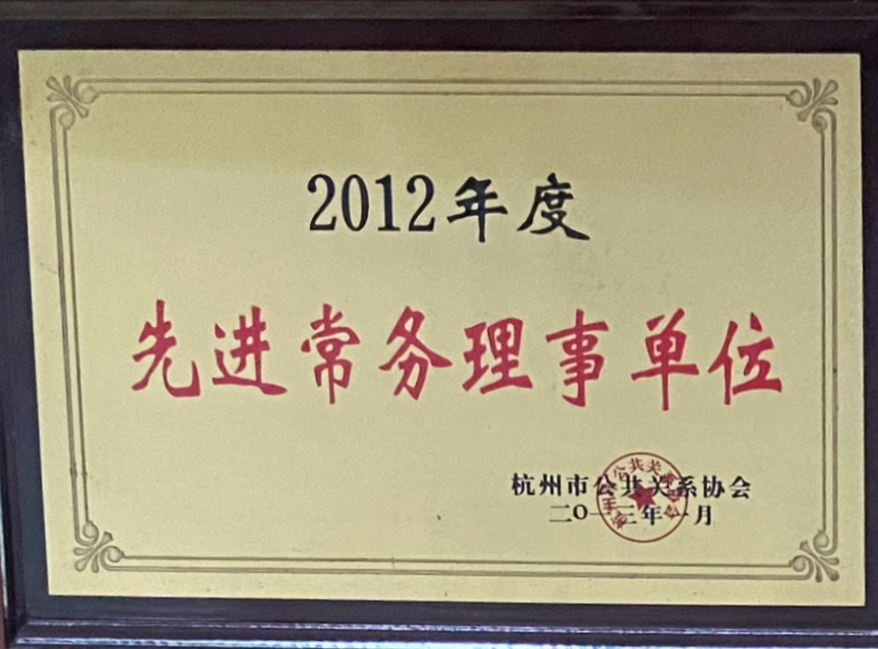 2012年度
先进常务理事单位
杭州市公共关系协会
二〇一三年一月